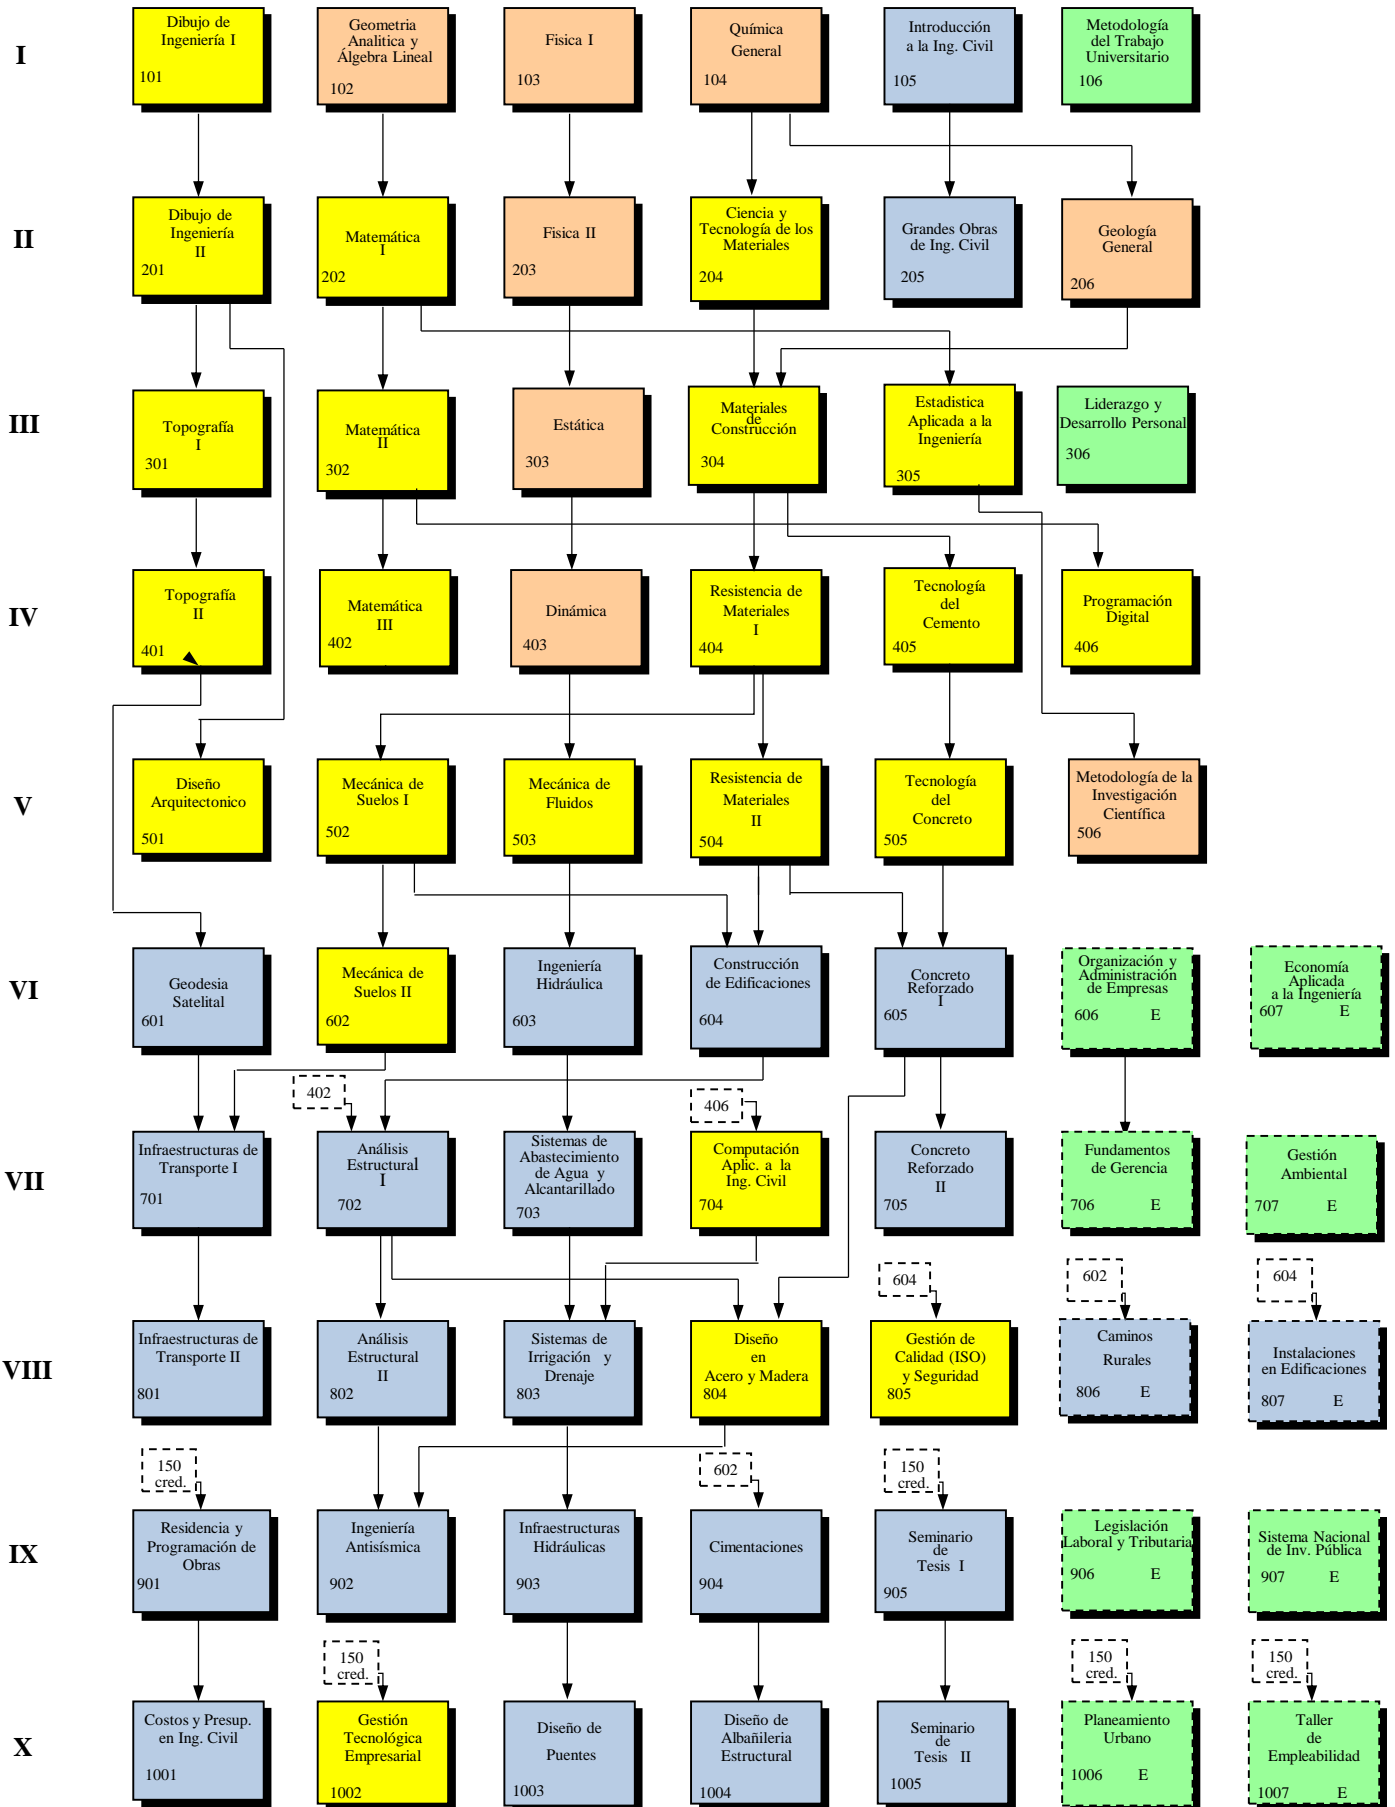 I
Dibujo de
Ingeniería I
101
Geometria
Analitica y
Álgebra Lineal
102
Fisica I
103
Química
General
104
Introducción
a la Ing. Civil
105
Metodología
del Trabajo
Universitario
106
II
Dibujo de
Ingeniería
II
201
Matemática
I
202
Fisica II
203
Ciencia y
Tecnología de los
Materiales
204
Grandes Obras
de Ing. Civil
205
Geología
General
206
III
Topografía
I
301
Matemática
II
302
Estática
303
Materiales
de
Construcción
304
Estadistica
Aplicada a la
Ingeniería
305
Liderazgo y
Desarrollo Personal
306
IV
Topografía
II
401
Matemática
III
402
Dinámica
403
Resistencia de
Materiales
I
404
Tecnología
del
Cemento
405
Programación
Digital
406
V
Diseño
Arquitectonico
501
Mecánica de
Suelos I
502
Mecánica de
Fluidos
503
Resistencia de
Materiales
II
504
Tecnología
del
Concreto
505
Metodología de la
Investigación
Científica
506
VI
Geodesia
Satelital
601
Mecánica de
Suelos II
602
Ingeniería
Hidráulica
603
Construcción
de Edificaciones
604
Concreto
Reforzado
I
605
Organización y
Administración
de Empresas
606 E
Economía
Aplicada
a la Ingeniería
607 E
402
406
VII
Infraestructuras de
Transporte I
701
Análisis
Estructural
I
702
Sistemas de
Abastecimiento
de Agua y
Alcantarillado
703
Computación
Aplic. a la
Ing. Civil
704
Concreto
Reforzado
II
705
Fundamentos
de Gerencia
706 E
Gestión
Ambiental
707 E
604
602
604
VIII
Infraestructuras de
Transporte II
801
Análisis
Estructural
II
802
Sistemas de
Irrigación y
Drenaje
803
Diseño
en
Acero y Madera
804
Gestión de
Calidad (ISO)
y Seguridad
805
Caminos
Rurales
806 E
Instalaciones
en Edificaciones
807 E
150
cred.
602
150
cred.
IX
Residencia y
Programación de
Obras
901
Ingeniería
Antisísmica
902
Infraestructuras
Hidráulicas
903
Cimentaciones
904
Seminario
de
Tesis I
905
Legislación
Laboral y Tributaria
906 E
Sistema Nacional
de Inv. Pública
907 E
150
cred.
150
cred.
150
cred.
X
Costos y Presup.
en Ing. Civil
1001
Gestión
Tecnológica
Empresarial
1002
Diseño de
Puentes
1003
Diseño de
Albañileria
Estructural
1004
Seminario
de
Tesis II
1005
Planeamiento
Urbano
1006 E
Taller
de
Empleabilidad
1007 E